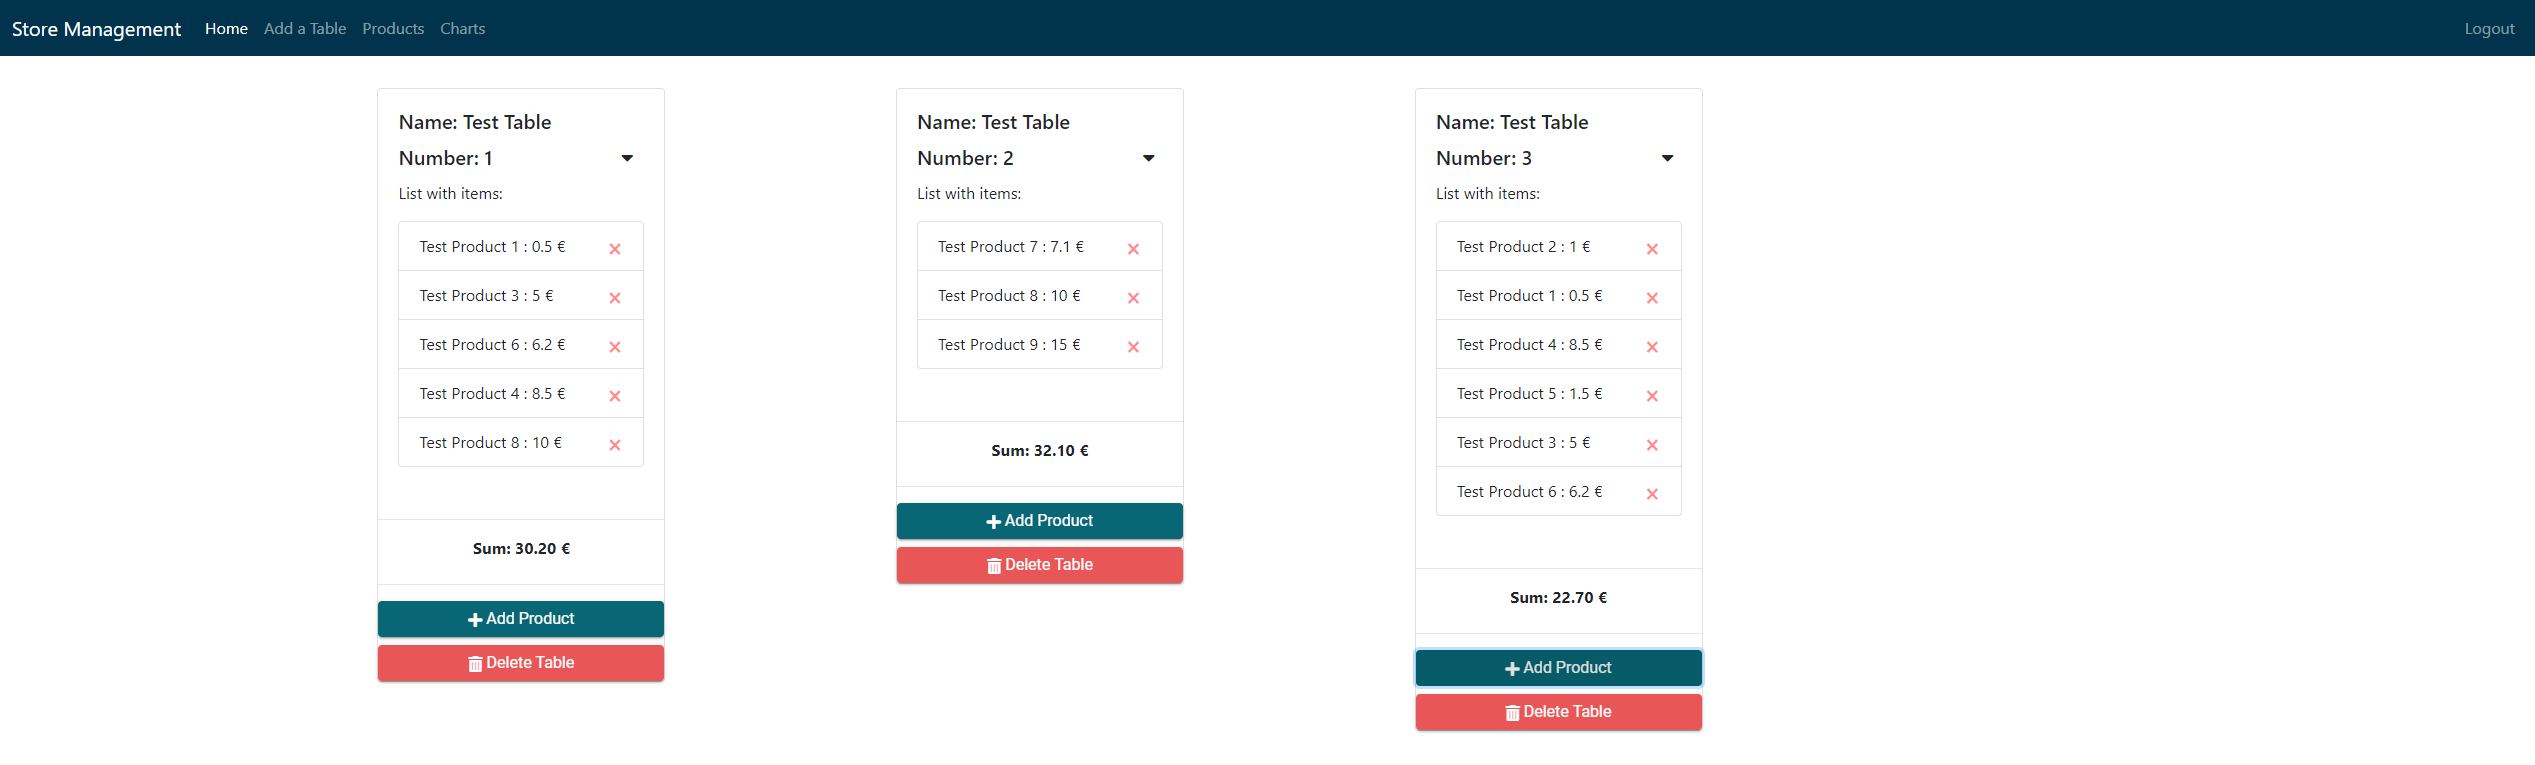 Store Management Home Add a Table Products Charts Logout
Name: Test Table
Number: 1
List with items:
Test Product 1 : 0.5 €
Test Product 3 : 5 €
Test Product 6 : 6.2 €
Test Product 4 : 8.5 €
Test Product 8 : 10 €
Sum: 30.20 €
Add Product
Delete Table
Name: Test Table
Number: 2
List with items:
Test Product 7 : 7.1 €
Test Product 8 : 10 €
Test Product 9 : 15 €
Sum: 32.10 €
Add Product
Delete Table
Name: Test Table
Number: 3
List with items:
Test Product 2 : 1 €
Test Product 1 : 0.5 €
Test Product 4 : 8.5 €
Test Product 5 : 1.5 €
Test Product 3 : 5 €
Test Product 6 : 6.2 €
Sum: 22.70 €
Add Product
Delete Table